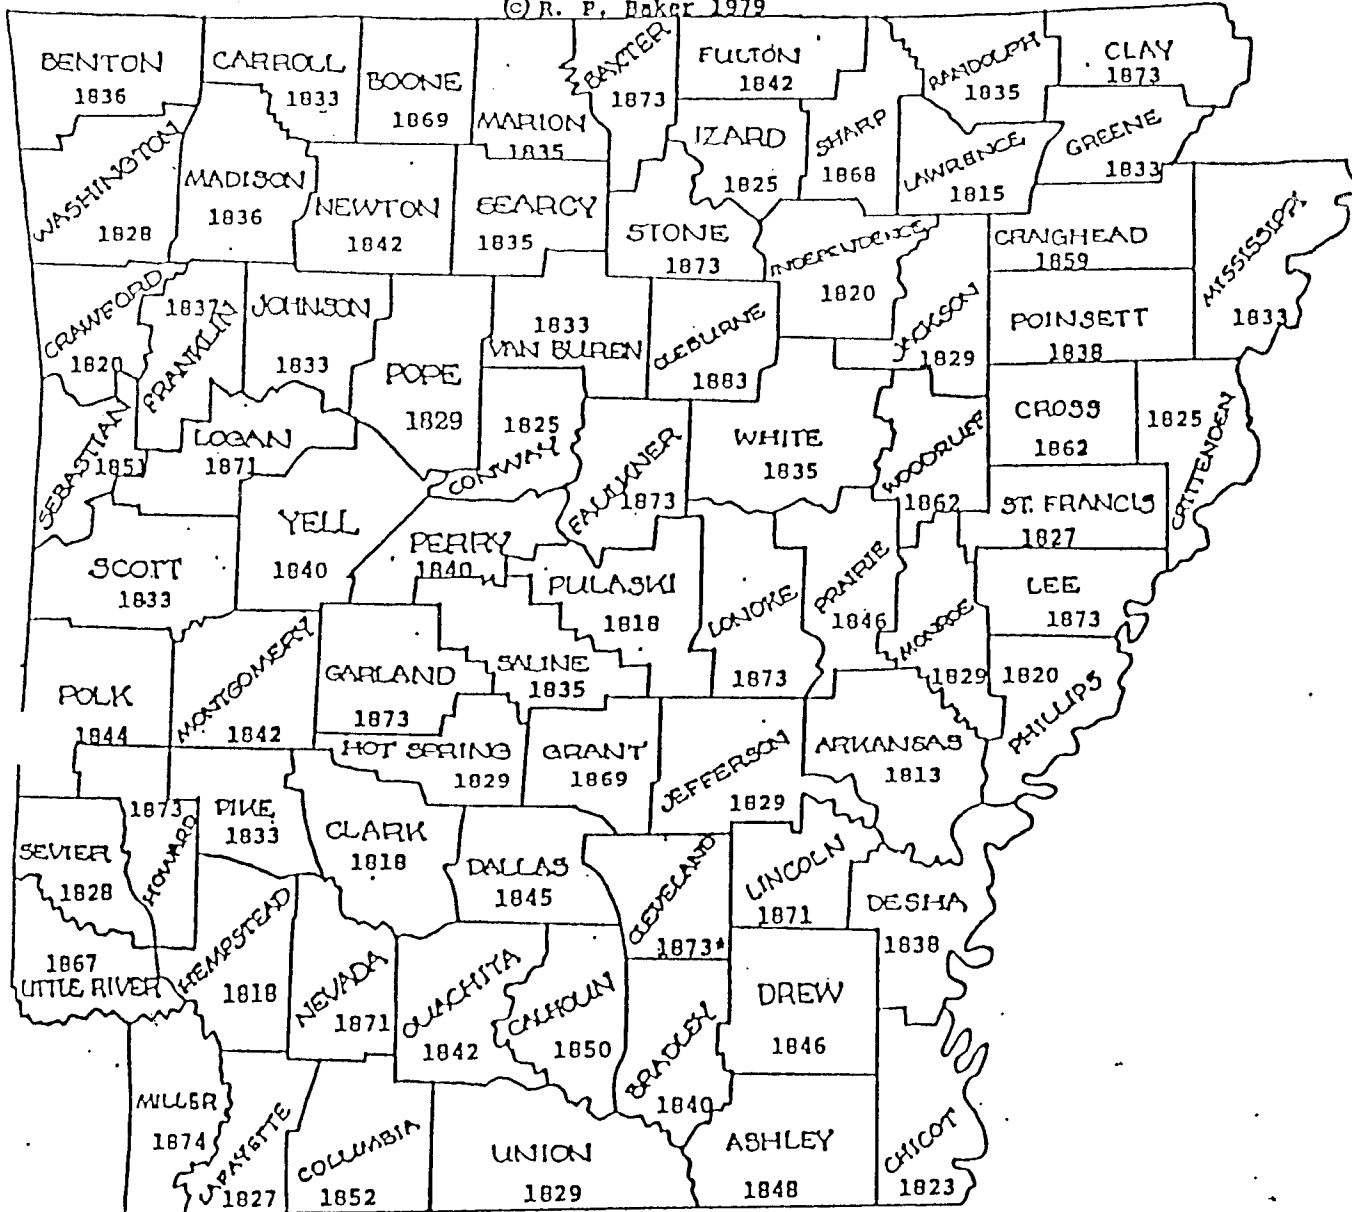 © R. P. Baker 1979
BENTON
1836
CARROLL
1833
BOONE
1869
MARION
1835
BAXTER
1873
FULTON
1842
RANDOLPH
1835
CLAY
1873
IZARD
1825
SHARP
1868
LAWRENCE
1815
GREENE
1833
WASHINGTON
1828
MADISON
1836
NEWTON
1842
SEARCY
1835
STONE
1873
INDEPENDENCE
1820
CRAIGHEAD
1859
MISSISSIPPI
1833
CRAWFORD
1820
1837
FRANKLIN
JOHNSON
1833
POPE
1829
1833
VAN BUREN
CLEBURNE
1883
JACKSON
1829
POINSETT
1838
SEBASTIAN
1851
LOGAN
1871
1825
CONWAY
FAULKNER
1873
WHITE
1835
WOODRUFF
1862
CROSS
1862
1825
CRITTENDEN
ST. FRANCIS
1827
SCOTT
1833
YELL
1840
PERRY
1840
PULASKI
1818
LONOKE
1873
PRAIRIE
1846
MONROE
1829
LEE
1873
1820
PHILLIPS
POLK
1844
MONTGOMERY
1842
GARLAND
1873
SALINE
1835
HOT SPRING
1829
GRANT
1869
JEFFERSON
1829
ARKANSAS
1813
SEVIER
1828
1873
HOWARD
PIKE
1833
CLARK
1818
DALLAS
1845
CLEVELAND
1873*
LINCOLN
1871
DESHA
1838
1867
LITTLE RIVER
HEMPSTEAD
1818
NEVADA
1871
OUACHITA
1842
CALHOUN
1850
BRADLEY
1840
DREW
1846
MILLER
1874
LAFAYETTE
1827
COLUMBIA
1852
UNION
1829
ASHLEY
1848
CHICOT
1823